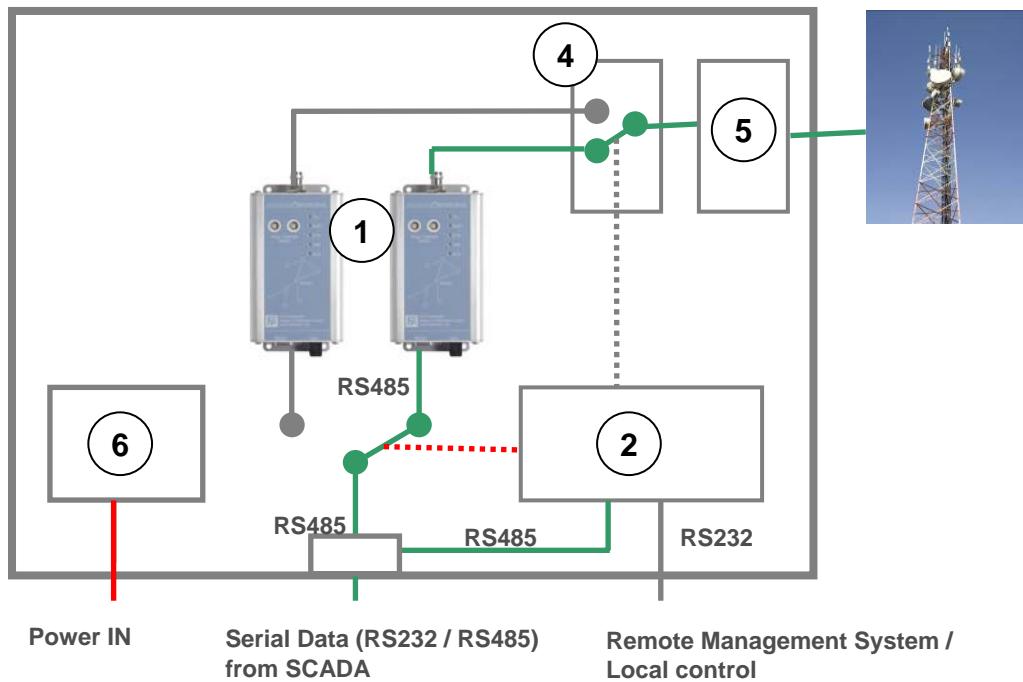 4
5
1
RS485
6
2
RS485
RS485
RS232
Power IN
Serial Data (RS232 / RS485)
from SCADA
Remote Management System /
Local control